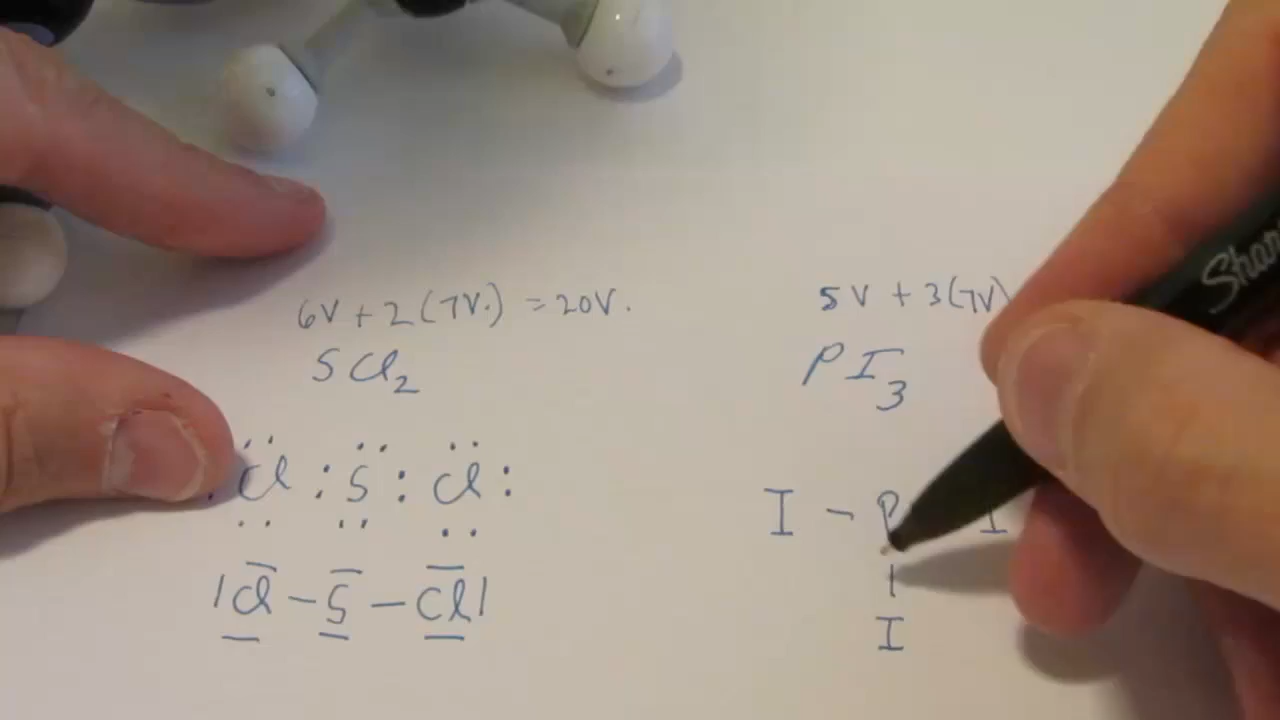 6V + 2(7V.) = 20V.
5V + 3(7V)
SCl2
PI3
Cl : S : Cl :
|Cl - S - Cl|
I - P I
|
I